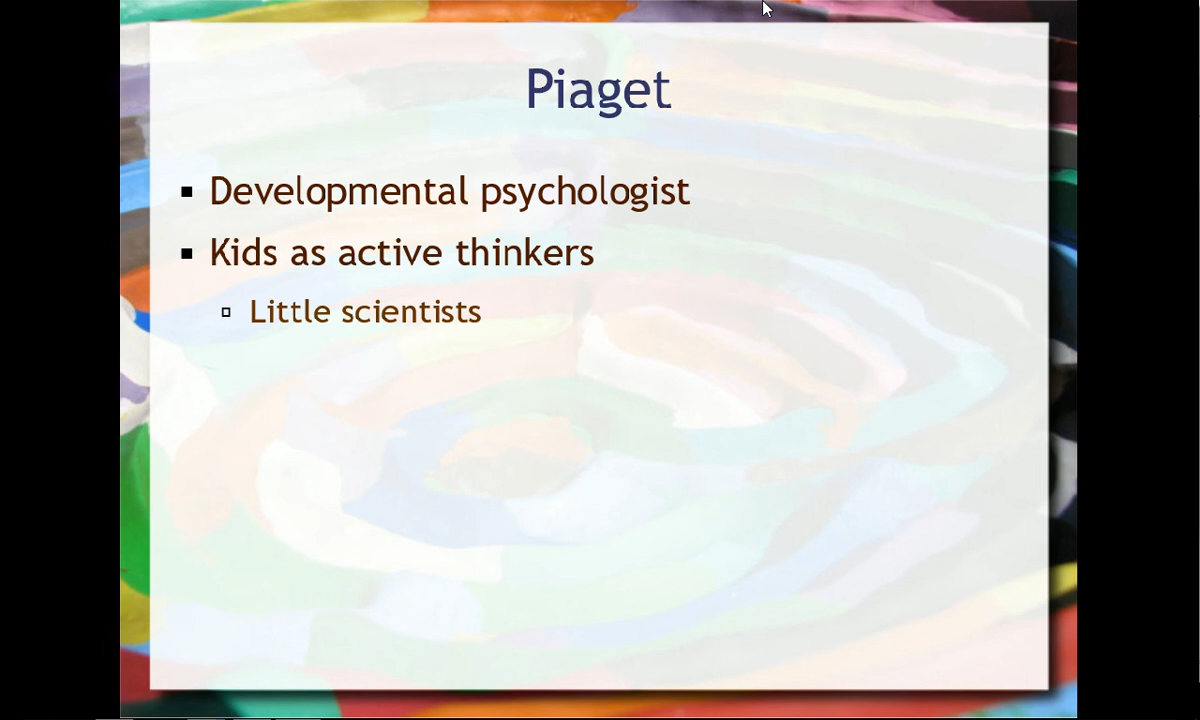 Piaget
Developmental psychologist
Kids as active thinkers
Little scientists